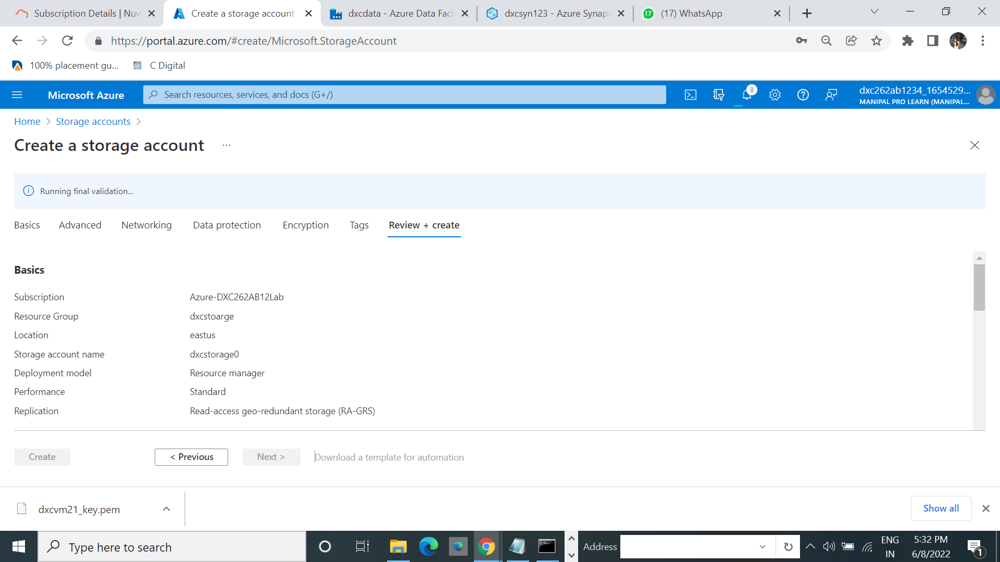 Subscription Details | Nuv
Create a storage account
dxcdata - Azure Data Fact
dxcsyn123 - Azure Synaps
17
(17) WhatsApp
https://portal.azure.com/#create/Microsoft.StorageAccount
100% placement gu...
C Digital
Microsoft Azure
Search resources, services, and docs (G+/)
8
dxc262ab1234_1654529...
MANIPAL PRO LEARN (MANIPAL...
Home > Storage accounts >
Create a storage account ...
Running final validation...
Basics Advanced Networking Data protection Encryption Tags Review + create
Basics
Subscription Azure-DXC262AB12Lab
Resource Group dxcstoarge
Location eastus
Storage account name dxcstorage0
Deployment model Resource manager
Performance Standard
Replication Read-access geo-redundant storage (RA-GRS)
Create < Previous Next > Download a template for automation
dxcvm21_key.pem
Show all
Type here to search
Address
ENG
IN
5:32 PM
6/8/2022
1